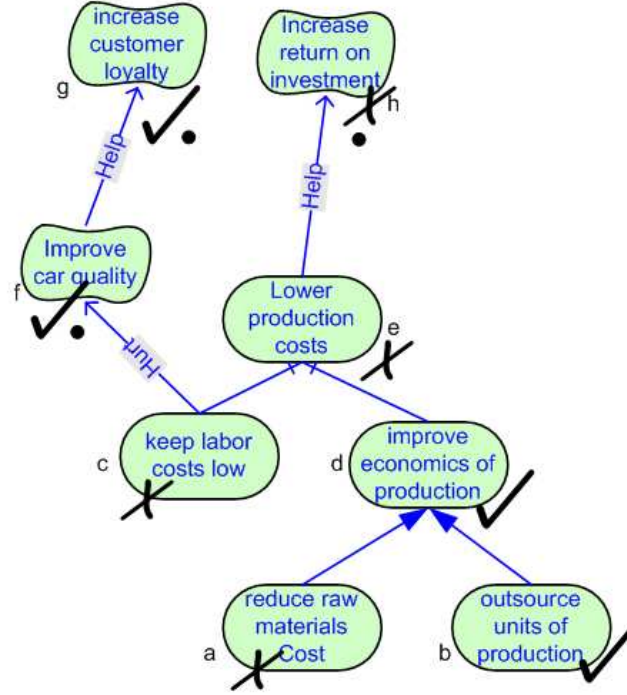 increase
customer
loyalty
g
Increase
return on
investment
h
Help
Help
Improve
car quality
f
Lower
production
costs
e
Hurt
keep labor
costs low
c
improve
economics of
production
d
reduce raw
materials
Cost
a
outsource
units of
production
b